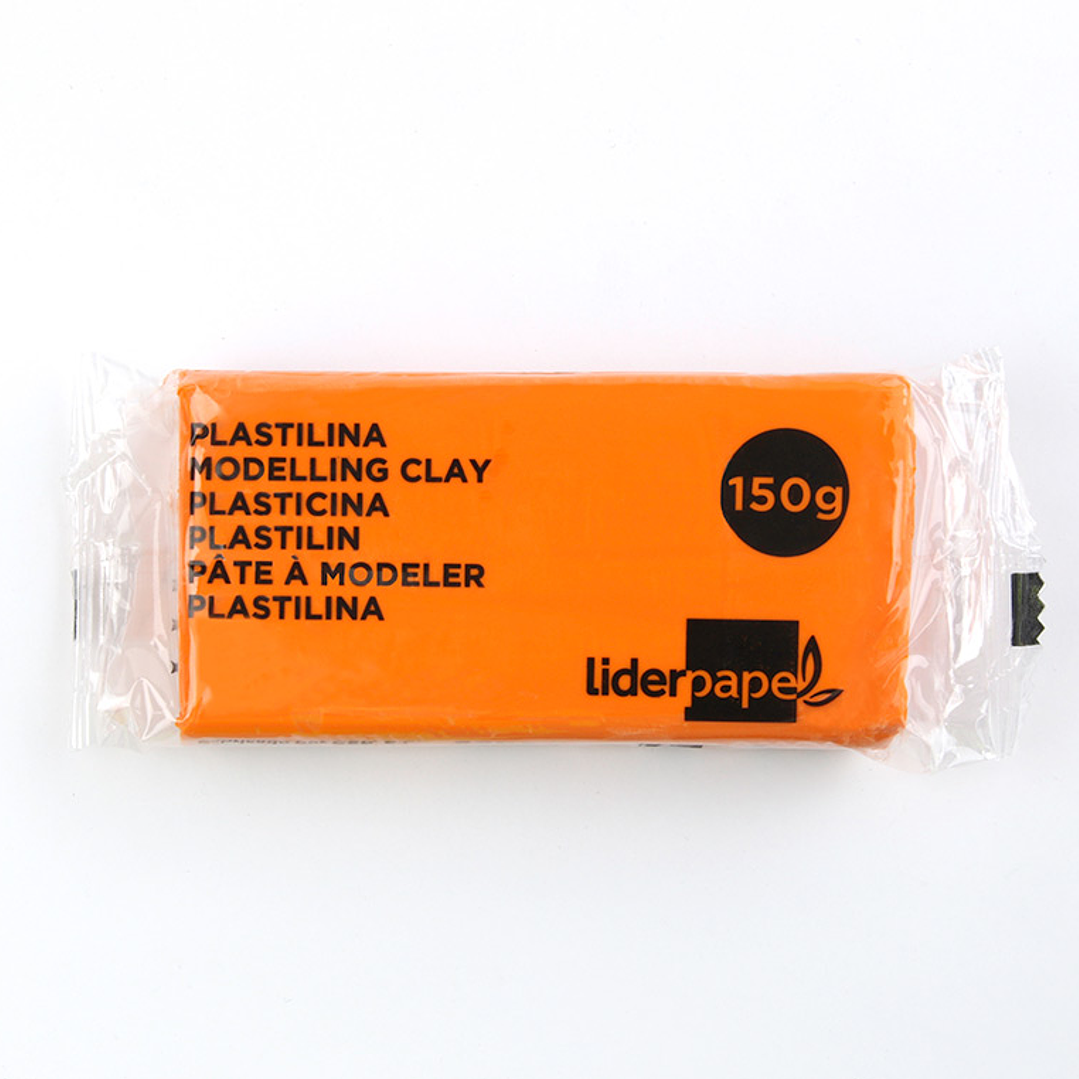 PLASTILINA
MODELLING CLAY
PLASTICINA
PLASTILIN
PÂTE À MODELER
PLASTILINA
150g
liderpapel